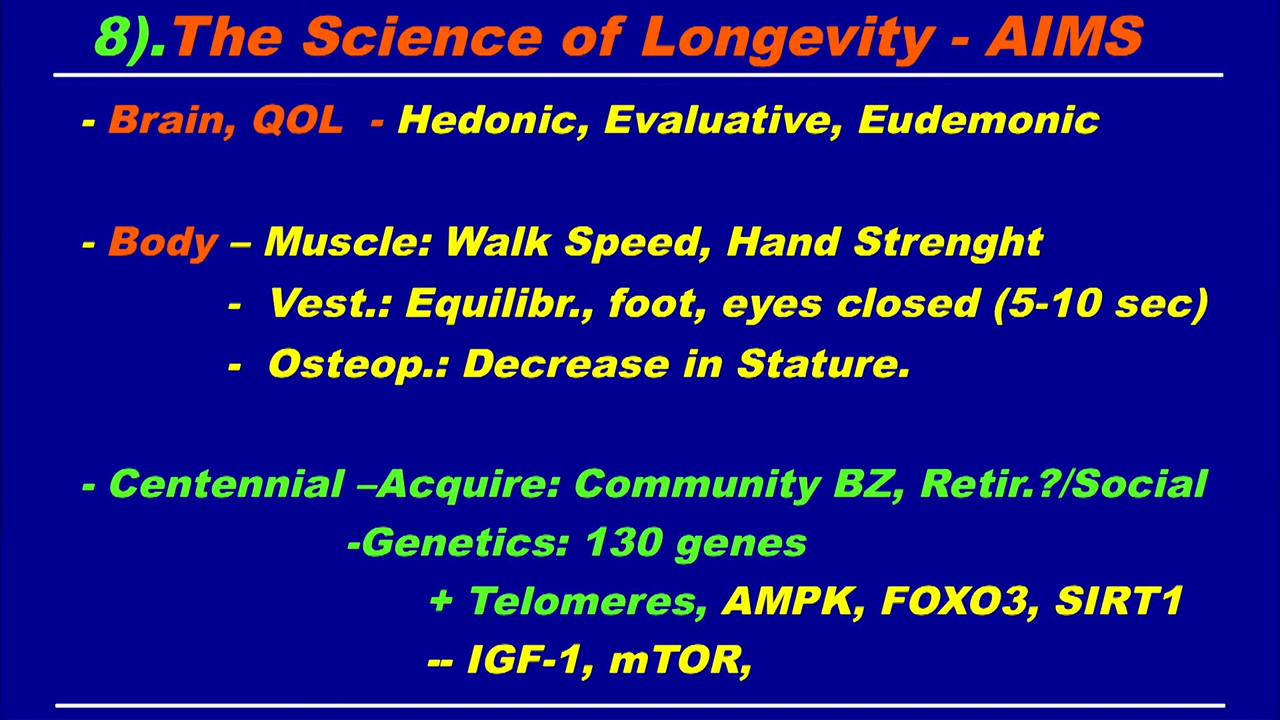 8).The Science of Longevity - AIMS
- Brain, QOL - Hedonic, Evaluative, Eudemonic
- Body – Muscle: Walk Speed, Hand Strenght
- Vest.: Equilibr., foot, eyes closed (5-10 sec)
- Osteop.: Decrease in Stature.
- Centennial –Acquire: Community BZ, Retir.?/Social
-Genetics: 130 genes
+ Telomeres, AMPK, FOXO3, SIRT1
-- IGF-1, mTOR,